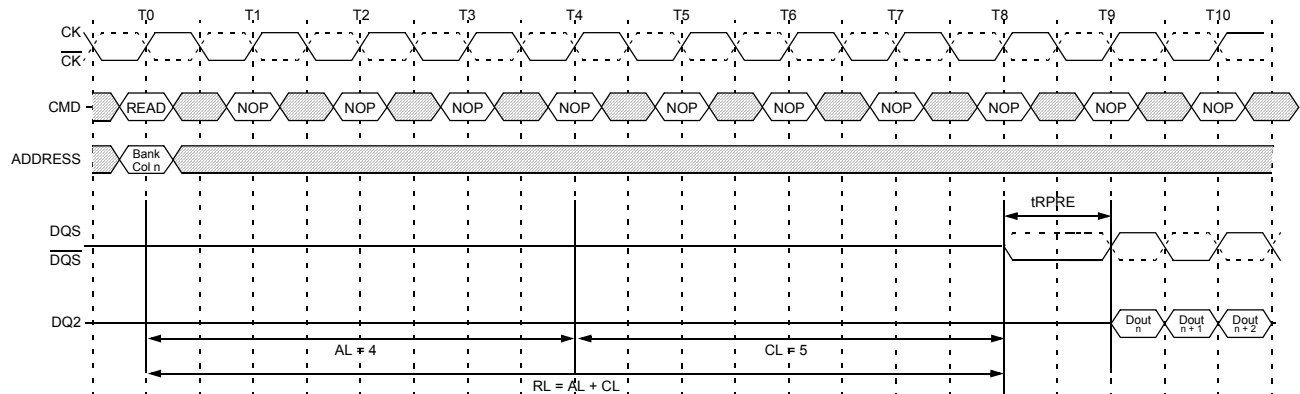 T0 T1 T2 T3 T4 T5 T6 T7 T8 T9 T10
CK
CK
CMD READ NOP NOP NOP NOP NOP NOP NOP NOP NOP NOP
ADDRESS Bank
Col n
tRPRE
DQS
DQS
DQ2 Dout Dout Dout
n n + 1 n + 2
AL = 4 CL = 5
RL = AL + CL